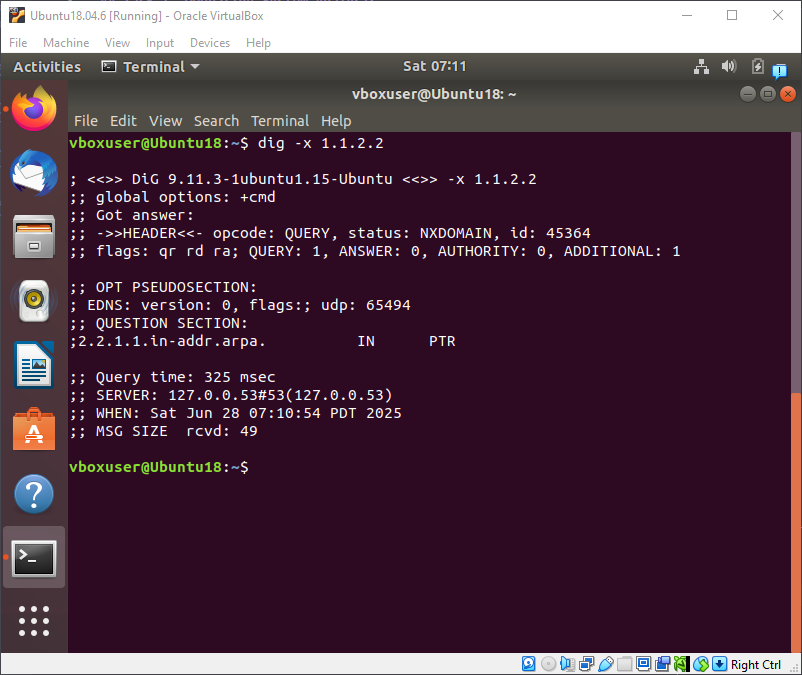 Ubuntu18.04.6 [Running] - Oracle VirtualBox
File Machine View Input Devices Help
Activities Terminal Sat 07:11
vboxuser@Ubuntu18: ~
File Edit View Search Terminal Help
vboxuser@Ubuntu18:~$ dig -x 1.1.2.2
; <<>> DiG 9.11.3-1ubuntu1.15-Ubuntu <<>> -x 1.1.2.2
;; global options: +cmd
;; Got answer:
;; ->>HEADER<<- opcode: QUERY, status: NXDOMAIN, id: 45364
;; flags: qr rd ra; QUERY: 1, ANSWER: 0, AUTHORITY: 0, ADDITIONAL: 1
;; OPT PSEUDOSECTION:
; EDNS: version: 0, flags:; udp: 65494
;; QUESTION SECTION:
;2.2.1.1.in-addr.arpa. IN PTR
;; Query time: 325 msec
;; SERVER: 127.0.0.53#53(127.0.0.53)
;; WHEN: Sat Jun 28 07:10:54 PDT 2025
;; MSG SIZE rcvd: 49
vboxuser@Ubuntu18:~$
Right Ctrl